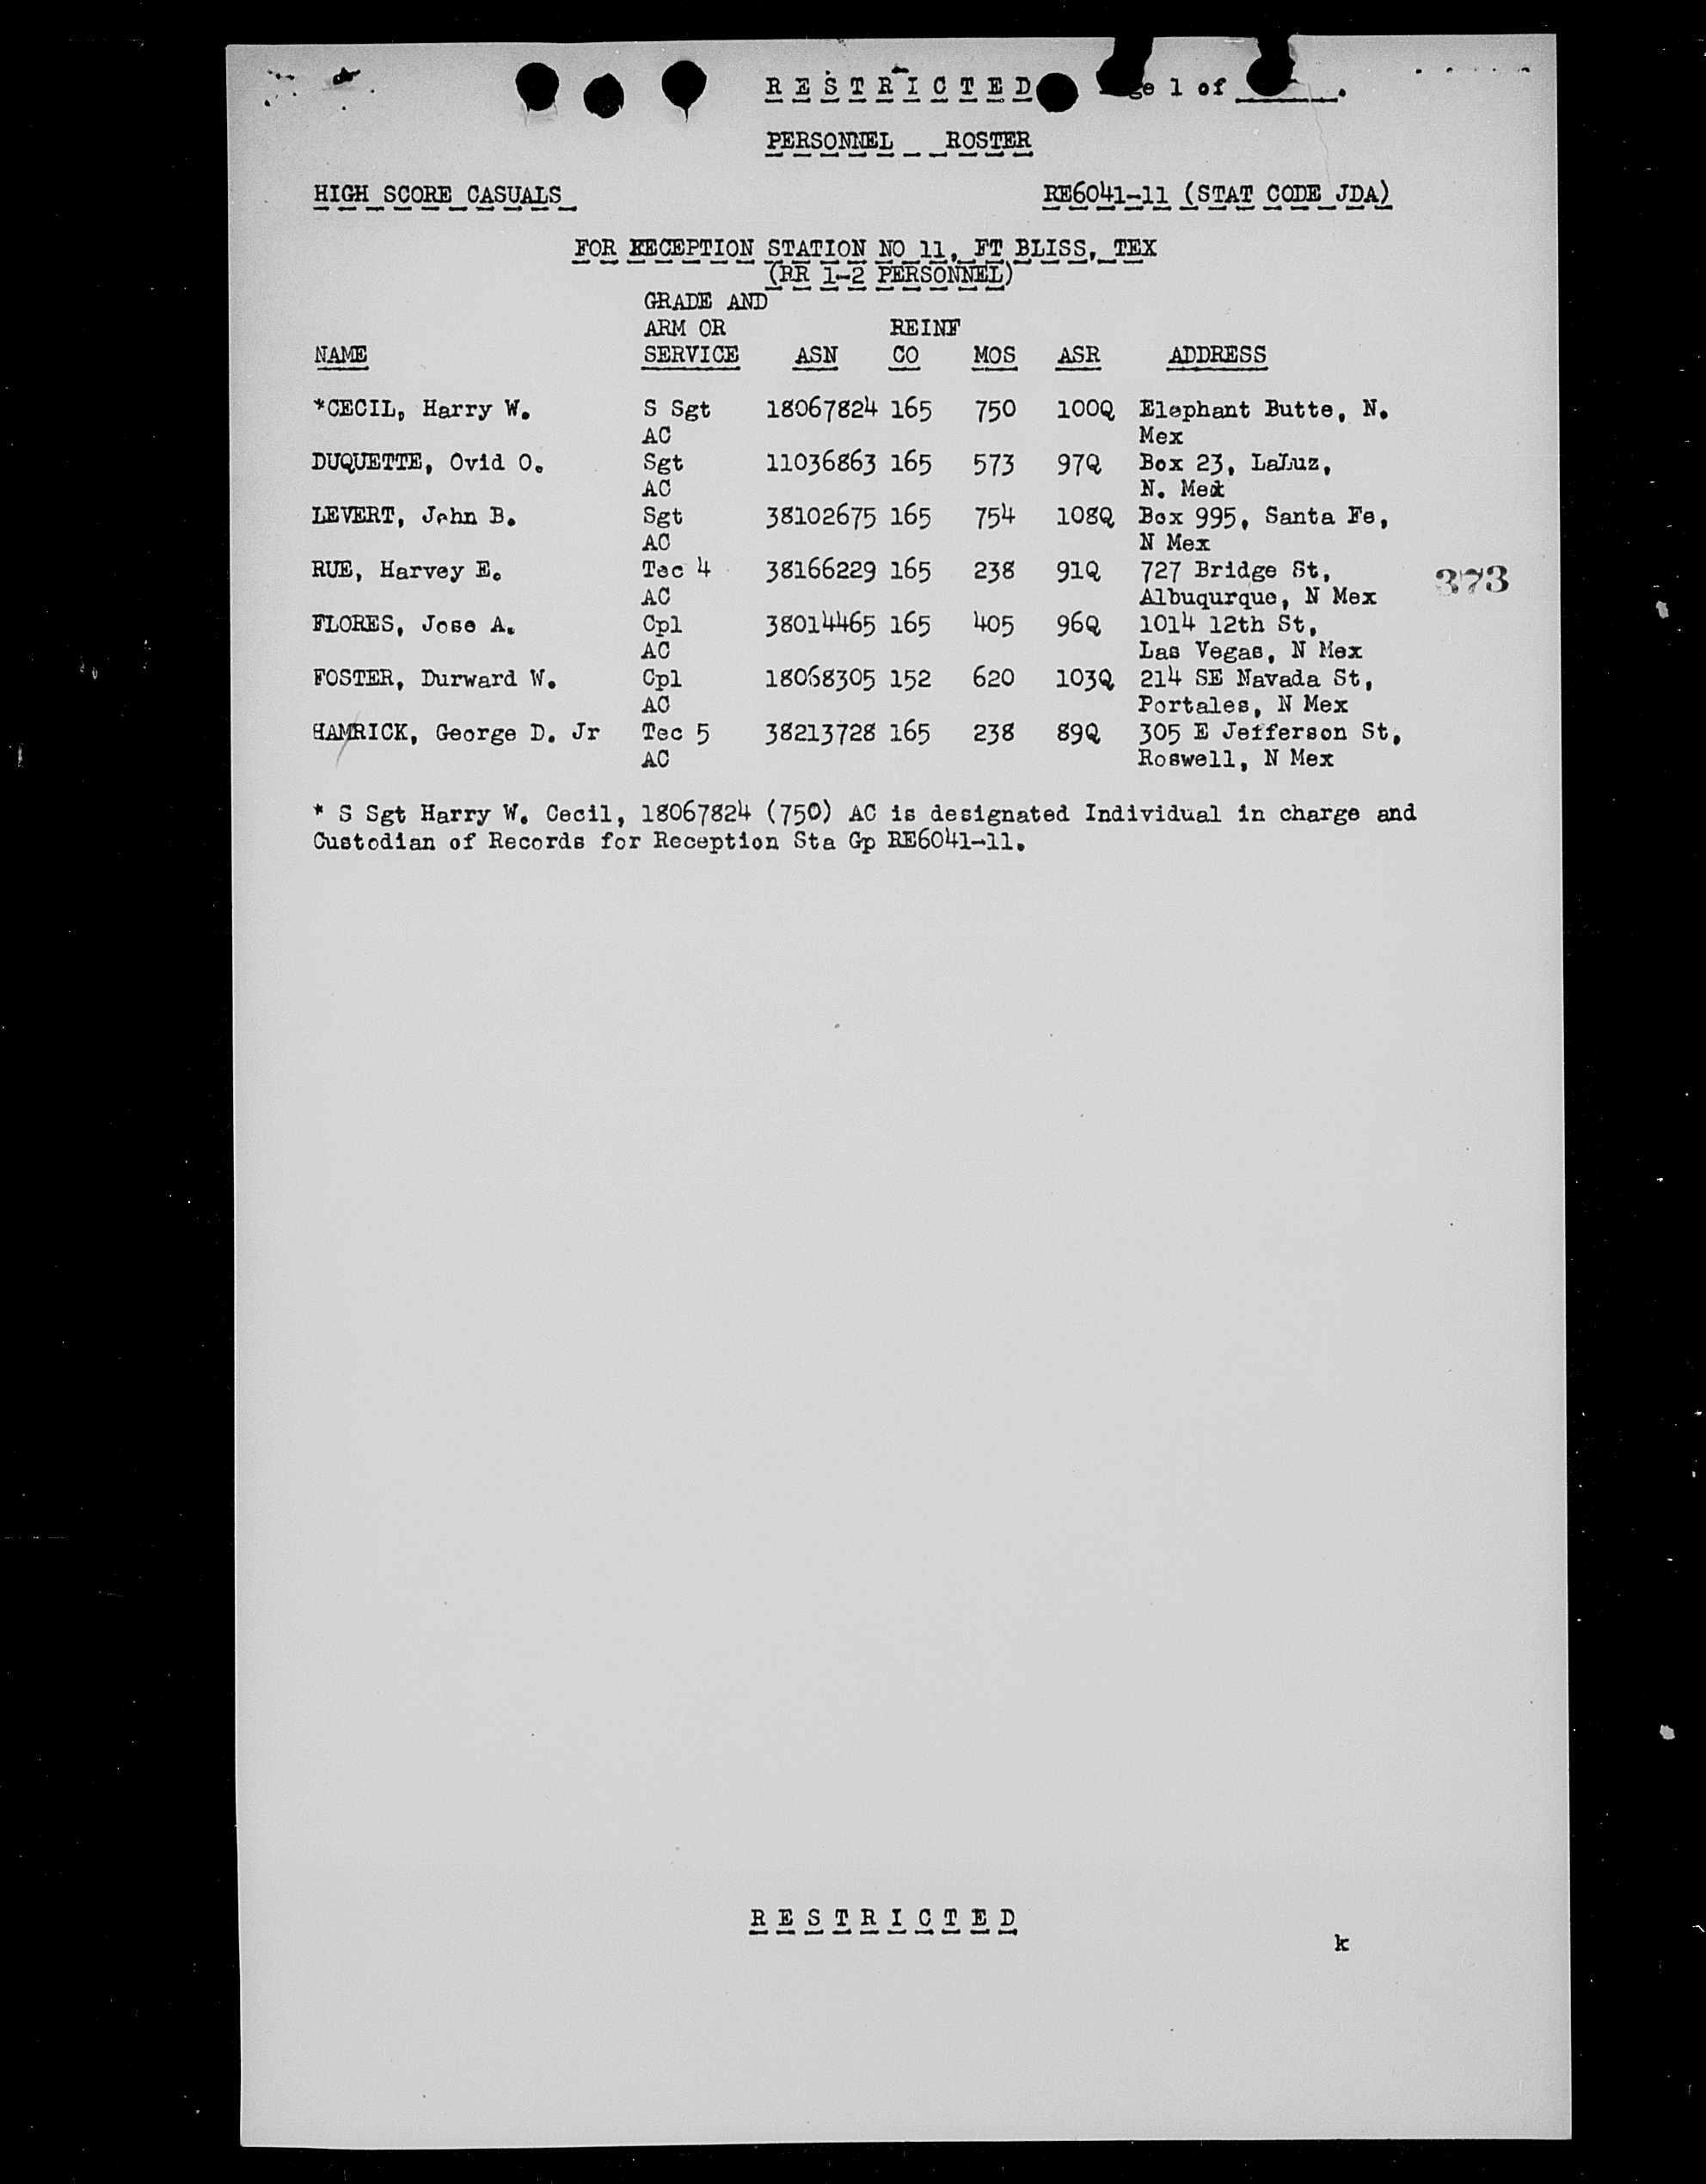 RESTRICTED 1 of
PERSONNEL ROSTER
HIGH SCORE CASUALS RE6041-11 (STAT CODE JDA)
FOR RECEPTION STATION NO 11, FT BLISS, TEX
(RR 1-2 PERSONNEL)
GRADE AND
ARM OR REINF
NAME SERVICE ASN CO MOS ASR ADDRESS
*CECIL, Harry W. S Sgt 18067824 165 750 100Q Elephant Butte, N.
AC Mex
DUQUETTE, Ovid O. Sgt 11036863 165 573 97Q Box 23, LaLuz,
AC N. Mex
LEVERT, John B. Sgt 38102675 165 754 108Q Box 995, Santa Fe,
AC N Mex
RUE, Harvey E. Tec 4 38166229 165 238 91Q 727 Bridge St,
AC Albuqurque, N Mex
373
FLORES, Jose A. Cpl 38014465 165 405 96Q 1014 12th St,
AC Las Vegas, N Mex
FOSTER, Durward W. Cpl 18068305 152 620 103Q 214 SE Navada St,
AC Portales, N Mex
HAMRICK, George D. Jr Tec 5 38213728 165 238 89Q 305 E Jefferson St,
AC Roswell, N Mex
* S Sgt Harry W. Cecil, 18067824 (750) AC is designated Individual in charge and
Custodian of Records for Reception Sta Gp RE6041-11.
RESTRICTED
k